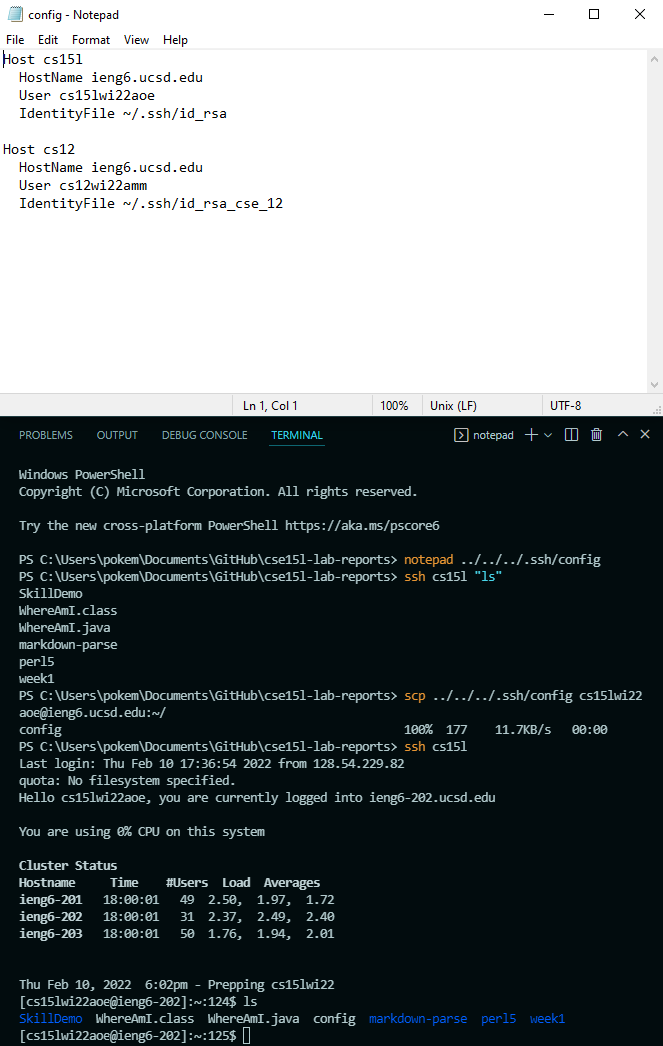 config - Notepad
File Edit Format View Help
Host cs15l
  HostName ieng6.ucsd.edu
  User cs15lwi22aoe
  IdentityFile ~/.ssh/id_rsa

Host cs12
  HostName ieng6.ucsd.edu
  User cs12wi22amm
  IdentityFile ~/.ssh/id_rsa_cse_12
Ln 1, Col 1 100% Unix (LF) UTF-8
PROBLEMS OUTPUT DEBUG CONSOLE TERMINAL notepad
Windows PowerShell
Copyright (C) Microsoft Corporation. All rights reserved.

Try the new cross-platform PowerShell https://aka.ms/pscore6

PS C:\Users\pokem\Documents\GitHub\cse15l-lab-reports> notepad ../../../.ssh/config
PS C:\Users\pokem\Documents\GitHub\cse15l-lab-reports> ssh cs15l "ls"
SkillDemo
WhereAmI.class
WhereAmI.java
markdown-parse
perl5
week1
PS C:\Users\pokem\Documents\GitHub\cse15l-lab-reports> scp ../../../.ssh/config cs15lwi22
aoe@ieng6.ucsd.edu:~/
config 100% 177 11.7KB/s 00:00
PS C:\Users\pokem\Documents\GitHub\cse15l-lab-reports> ssh cs15l
Last login: Thu Feb 10 17:36:54 2022 from 128.54.229.82
quota: No filesystem specified.
Hello cs15lwi22aoe, you are currently logged into ieng6-202.ucsd.edu

You are using 0% CPU on this system

Cluster Status
Hostname Time #Users Load Averages
ieng6-201 18:00:01 49 2.50, 1.97, 1.72
ieng6-202 18:00:01 31 2.37, 2.49, 2.40
ieng6-203 18:00:01 50 1.76, 1.94, 2.01

Thu Feb 10, 2022 6:02pm - Prepping cs15lwi22
[cs15lwi22aoe@ieng6-202]:~:124$ ls
SkillDemo WhereAmI.class WhereAmI.java config markdown-parse perl5 week1
[cs15lwi22aoe@ieng6-202]:~:125$